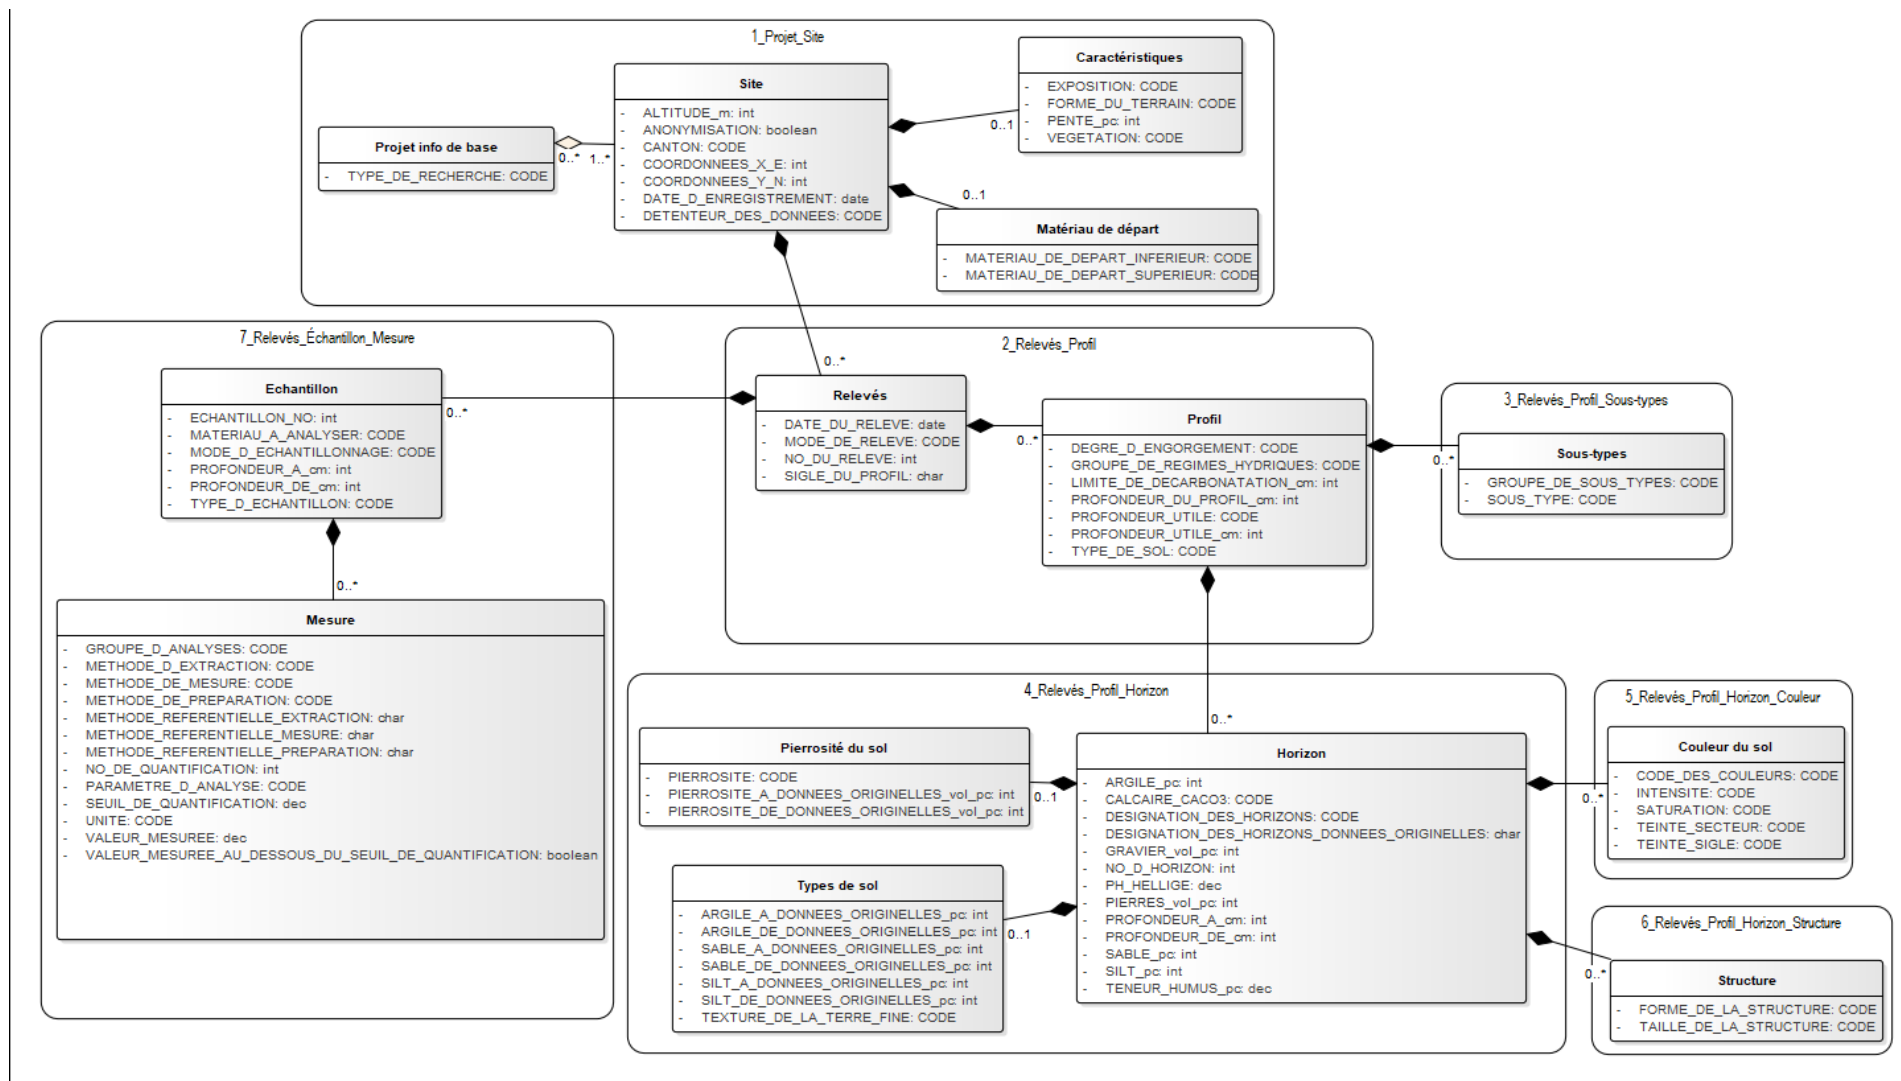 1_Projet_Site
Projet info de base
- TYPE_DE_RECHERCHE: CODE
0..* 1..*
Site
- ALTITUDE_m: int
- ANONYMISATION: boolean
- CANTON: CODE
- COORDONNEES_X_E: int
- COORDONNEES_Y_N: int
- DATE_D_ENREGISTREMENT: date
- DETENTEUR_DES_DONNEES: CODE
Caractéristiques
- EXPOSITION: CODE
- FORME_DU_TERRAIN: CODE
- PENTE_pc: int
- VEGETATION: CODE
0..1
0..1
Matériau de départ
- MATERIAU_DE_DEPART_INFERIEUR: CODE
- MATERIAU_DE_DEPART_SUPERIEUR: CODE
7_Relevés_Échantillon_Mesure
Echantillon
- ECHANTILLON_NO: int
- MATERIAU_A_ANALYSER: CODE
- MODE_D_ECHANTILLONNAGE: CODE
- PROFONDEUR_A_cm: int
- PROFONDEUR_DE_cm: int
- TYPE_D_ECHANTILLON: CODE
0..*
0..*
Mesure
- GROUPE_D_ANALYSES: CODE
- METHODE_D_EXTRACTION: CODE
- METHODE_DE_MESURE: CODE
- METHODE_DE_PREPARATION: CODE
- METHODE_REFERENTIELLE_EXTRACTION: char
- METHODE_REFERENTIELLE_MESURE: char
- METHODE_REFERENTIELLE_PREPARATION: char
- NO_DE_QUANTIFICATION: int
- PARAMETRE_D_ANALYSE: CODE
- SEUIL_DE_QUANTIFICATION: dec
- UNITE: CODE
- VALEUR_MESUREE: dec
- VALEUR_MESUREE_AU_DESSOUS_DU_SEUIL_DE_QUANTIFICATION: boolean
2_Relevés_Profil
0..*
Relevés
- DATE_DU_RELEVE: date
- MODE_DE_RELEVE: CODE
- NO_DU_RELEVE: int
- SIGLE_DU_PROFIL: char
0..*
Profil
- DEGRE_D_ENGORGEMENT: CODE
- GROUPE_DE_REGIMES_HYDRIQUES: CODE
- LIMITE_DE_DECARBONATATION_cm: int
- PROFONDEUR_DU_PROFIL_cm: int
- PROFONDEUR_UTILE: CODE
- PROFONDEUR_UTILE_cm: int
- TYPE_DE_SOL: CODE
3_Relevés_Profil_Sous-types
0..*
Sous-types
- GROUPE_DE_SOUS_TYPES: CODE
- SOUS_TYPE: CODE
4_Relevés_Profil_Horizon
0..*
Pierrosité du sol
- PIERROSITE: CODE
- PIERROSITE_A_DONNEES_ORIGINELLES_vol_pc: int
- PIERROSITE_DE_DONNEES_ORIGINELLES_vol_pc: int
0..1
Types de sol
- ARGILE_A_DONNEES_ORIGINELLES_pc: int
- ARGILE_DE_DONNEES_ORIGINELLES_pc: int
- SABLE_A_DONNEES_ORIGINELLES_pc: int
- SABLE_DE_DONNEES_ORIGINELLES_pc: int
- SILT_A_DONNEES_ORIGINELLES_pc: int
- SILT_DE_DONNEES_ORIGINELLES_pc: int
- TEXTURE_DE_LA_TERRE_FINE: CODE
0..1
Horizon
- ARGILE_pc: int
- CALCAIRE_CACO3: CODE
- DESIGNATION_DES_HORIZONS: CODE
- DESIGNATION_DES_HORIZONS_DONNEES_ORIGINELLES: char
- GRAVIER_vol_pc: int
- NO_D_HORIZON: int
- PH_HELLIGE: dec
- PIERRES_vol_pc: int
- PROFONDEUR_A_cm: int
- PROFONDEUR_DE_cm: int
- SABLE_pc: int
- SILT_pc: int
- TENEUR_HUMUS_pc: dec
5_Relevés_Profil_Horizon_Couleur
0..*
Couleur du sol
- CODE_DES_COULEURS: CODE
- INTENSITE: CODE
- SATURATION: CODE
- TEINTE_SECTEUR: CODE
- TEINTE_SIGLE: CODE
6_Relevés_Profil_Horizon_Structure
0..*
Structure
- FORME_DE_LA_STRUCTURE: CODE
- TAILLE_DE_LA_STRUCTURE: CODE